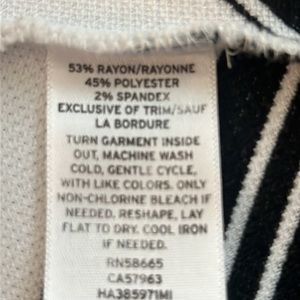 53% RAYON/RAYONNE
45% POLYESTER
2% SPANDEX
EXCLUSIVE OF TRIM/SAUF
LA BORDURE
TURN GARMENT INSIDE
OUT, MACHINE WASH
COLD, GENTLE CYCLE,
WITH LIKE COLORS. ONLY
NON-CHLORINE BLEACH IF
NEEDED. RESHAPE, LAY
FLAT TO DRY. COOL IRON
IF NEEDED
RN58665
CA57963
HA385971MI